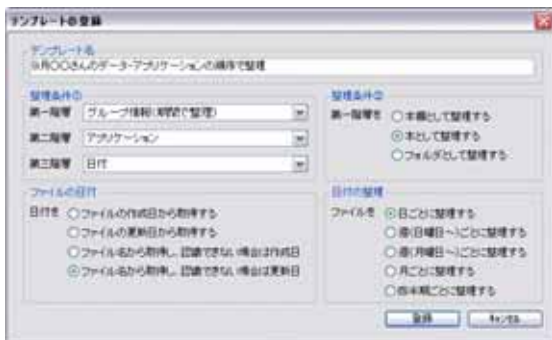 テンプレートの登録
テンプレート名
○月○○さんのデータ-アプリケーションの順序で整理
整理条件①
第一階層 グループ情報(期間で整理)
第二階層 アプリケーション
第三階層 日付
整理条件②
第一階層を ○本棚として整理する
◎本として整理する
○フォルダとして整理する
ファイルの日付
日付を ○ファイルの作成日から取得する
○ファイルの更新日から取得する
○ファイル名から取得し、認識できない場合は作成日
◎ファイル名から取得し、認識できない場合は更新日
日付の整理
ファイルを ◎日ごとに整理する
○週(日曜日~)ごとに整理する
○週(月曜日~)ごとに整理する
○月ごとに整理する
○四半期ごとに整理する
登録 キャンセル